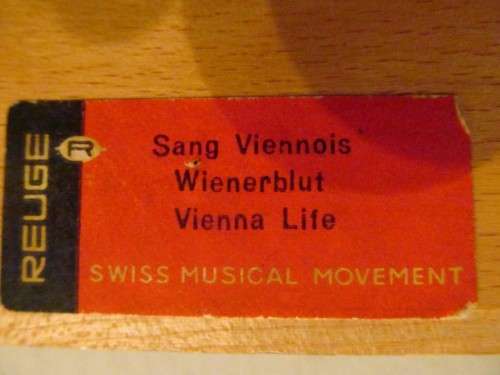 REUGE
R
Sang Viennois
Wienerblut
Vienna Life
SWISS MUSICAL MOVEMENT